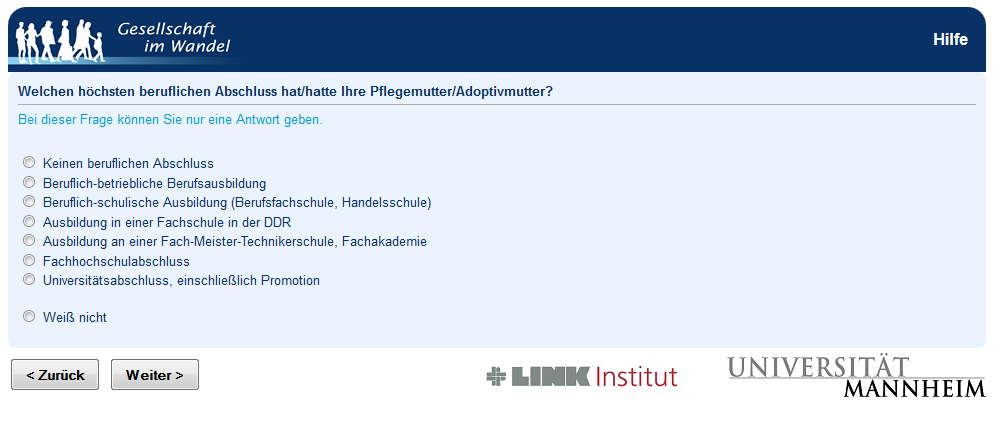 Gesellschaft
im Wandel
Hilfe
Welchen höchsten beruflichen Abschluss hat/hatte Ihre Pflegemutter/Adoptivmutter?
Bei dieser Frage können Sie nur eine Antwort geben.
Keinen beruflichen Abschluss
Beruflich-betriebliche Berufsausbildung
Beruflich-schulische Ausbildung (Berufsfachschule, Handelsschule)
Ausbildung in einer Fachschule in der DDR
Ausbildung an einer Fach-Meister-Technikerschule, Fachakademie
Fachhochschulabschluss
Universitätsabschluss, einschließlich Promotion
Weiß nicht
< Zurück
Weiter >
LINK Institut
UNIVERSITÄT
MANNHEIM